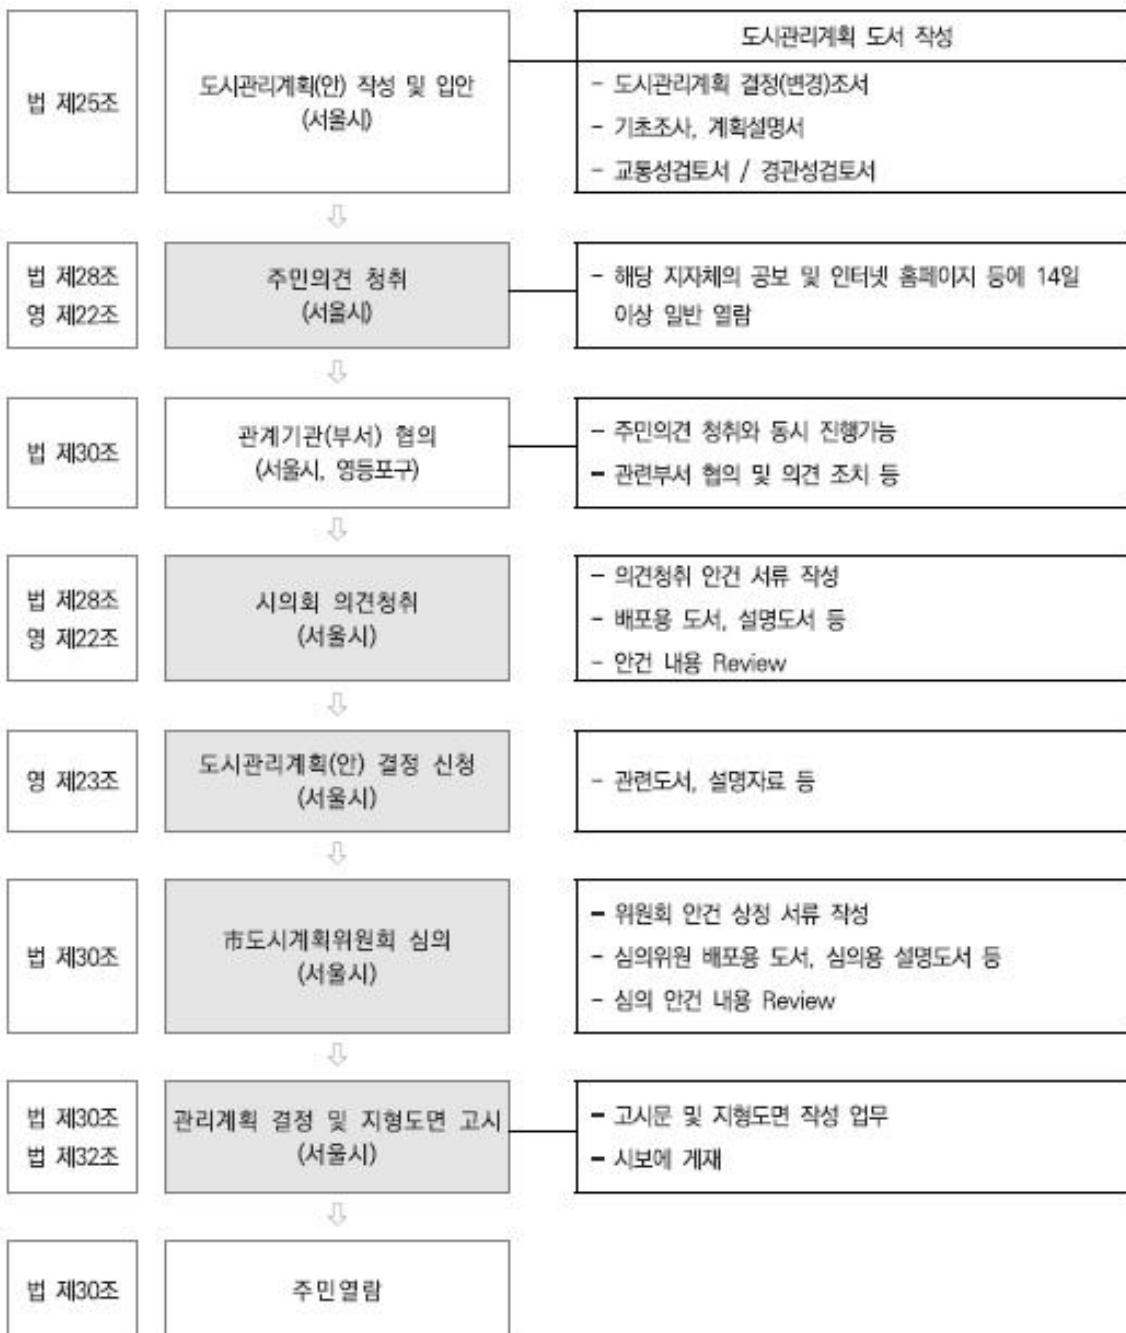 법 제25조
도시관리계획(안) 작성 및 입안
(서울시)
도시관리계획 도서 작성
- 도시관리계획 결정(변경)조서
- 기초조사, 계획설명서
- 교통성검토서 / 경관성검토서
법 제28조
영 제22조
주민의견 청취
(서울시)
- 해당 지자체의 공보 및 인터넷 홈페이지 등에 14일
이상 일반 열람
법 제30조
관계기관(부서) 협의
(서울시, 영등포구)
- 주민의견 청취와 동시 진행가능
- 관련부서 협의 및 의견 조치 등
법 제28조
영 제22조
시의회 의견청취
(서울시)
- 의견청취 안건 서류 작성
- 배포용 도서, 설명도서 등
- 안건 내용 Review
영 제23조
도시관리계획(안) 결정 신청
(서울시)
- 관련도서, 설명자료 등
법 제30조
市도시계획위원회 심의
(서울시)
- 위원회 안건 상정 서류 작성
- 심의위원 배포용 도서, 심의용 설명도서 등
- 심의 안건 내용 Review
법 제30조
법 제32조
관리계획 결정 및 지형도면 고시
(서울시)
- 고시문 및 지형도면 작성 업무
- 시보에 게재
법 제30조
주민열람